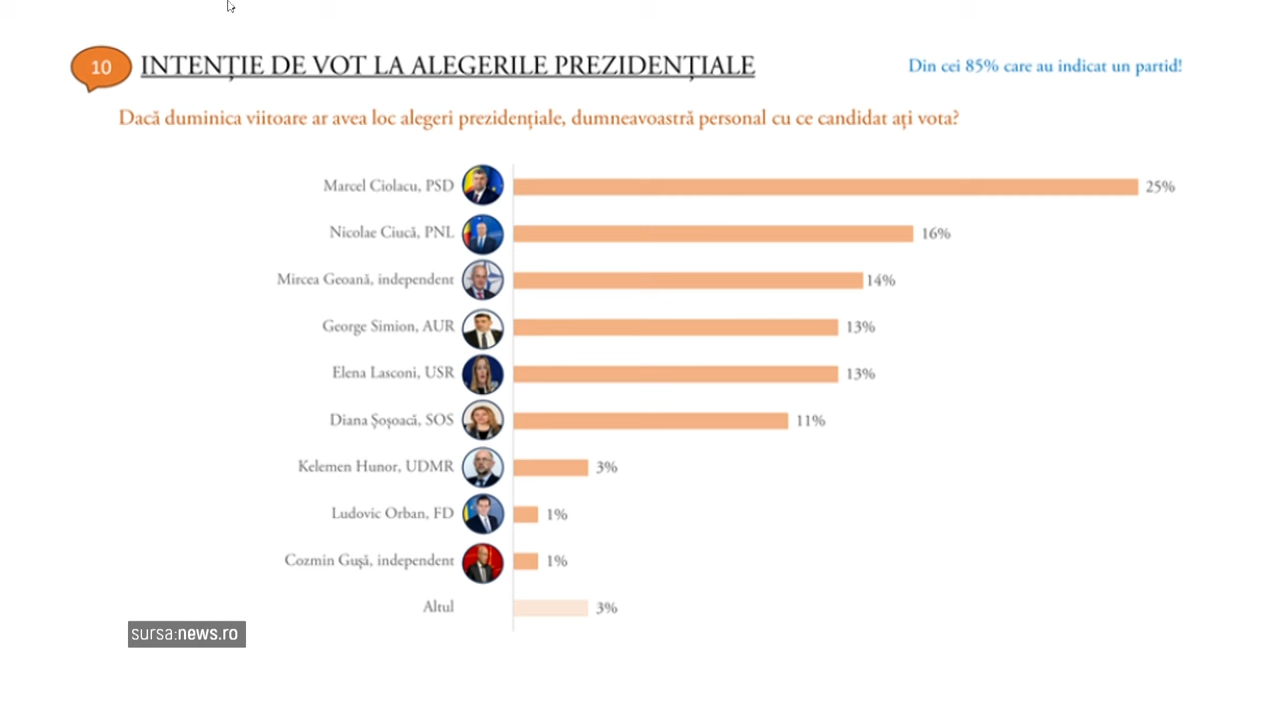 10
INTENȚIE DE VOT LA ALEGERILE PREZIDENȚIALE
Din cei 85% care au indicat un partid!
Dacă duminica viitoare ar avea loc alegeri prezidențiale, dumneavoastră personal cu ce candidat ați vota?
Marcel Ciolacu, PSD 25%
Nicolae Ciucă, PNL 16%
Mircea Geoană, independent 14%
George Simion, AUR 13%
Elena Lasconi, USR 13%
Diana Șoșoacă, SOS 11%
Kelemen Hunor, UDMR 3%
Ludovic Orban, FD 1%
Cozmin Gușă, independent 1%
Altul 3%
sursa:news.ro